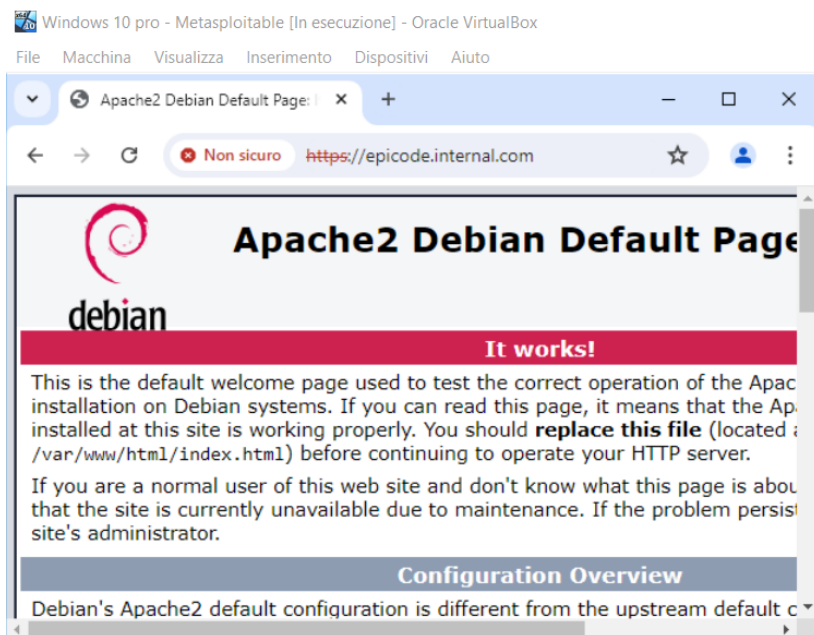 Windows 10 pro - Metasploitable [In esecuzione] - Oracle VirtualBox
File Macchina Visualizza Inserimento Dispositivi Aiuto
Apache2 Debian Default Page:
Non sicuro https://epicode.internal.com
Apache2 Debian Default Page
debian
It works!
This is the default welcome page used to test the correct operation of the
installation on Debian systems. If you can read this page, it means that the
installed at this site is working properly. You should replace this file (located
/var/www/html/index.html) before continuing to operate your HTTP server.
If you are a normal user of this web site and don't know what this page is
that the site is currently unavailable due to maintenance. If the problem
site's administrator.
Configuration Overview
Debian's Apache2 default configuration is different from the upstream default